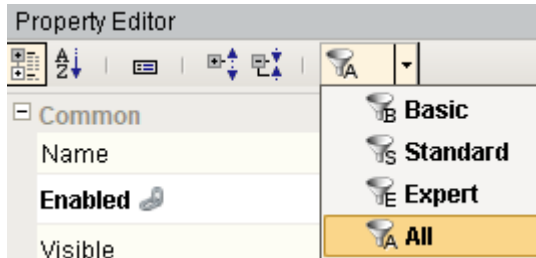 Property Editor
A Z A
Common
B Basic
Name
S Standard
Enabled
E Expert
Visible
A All